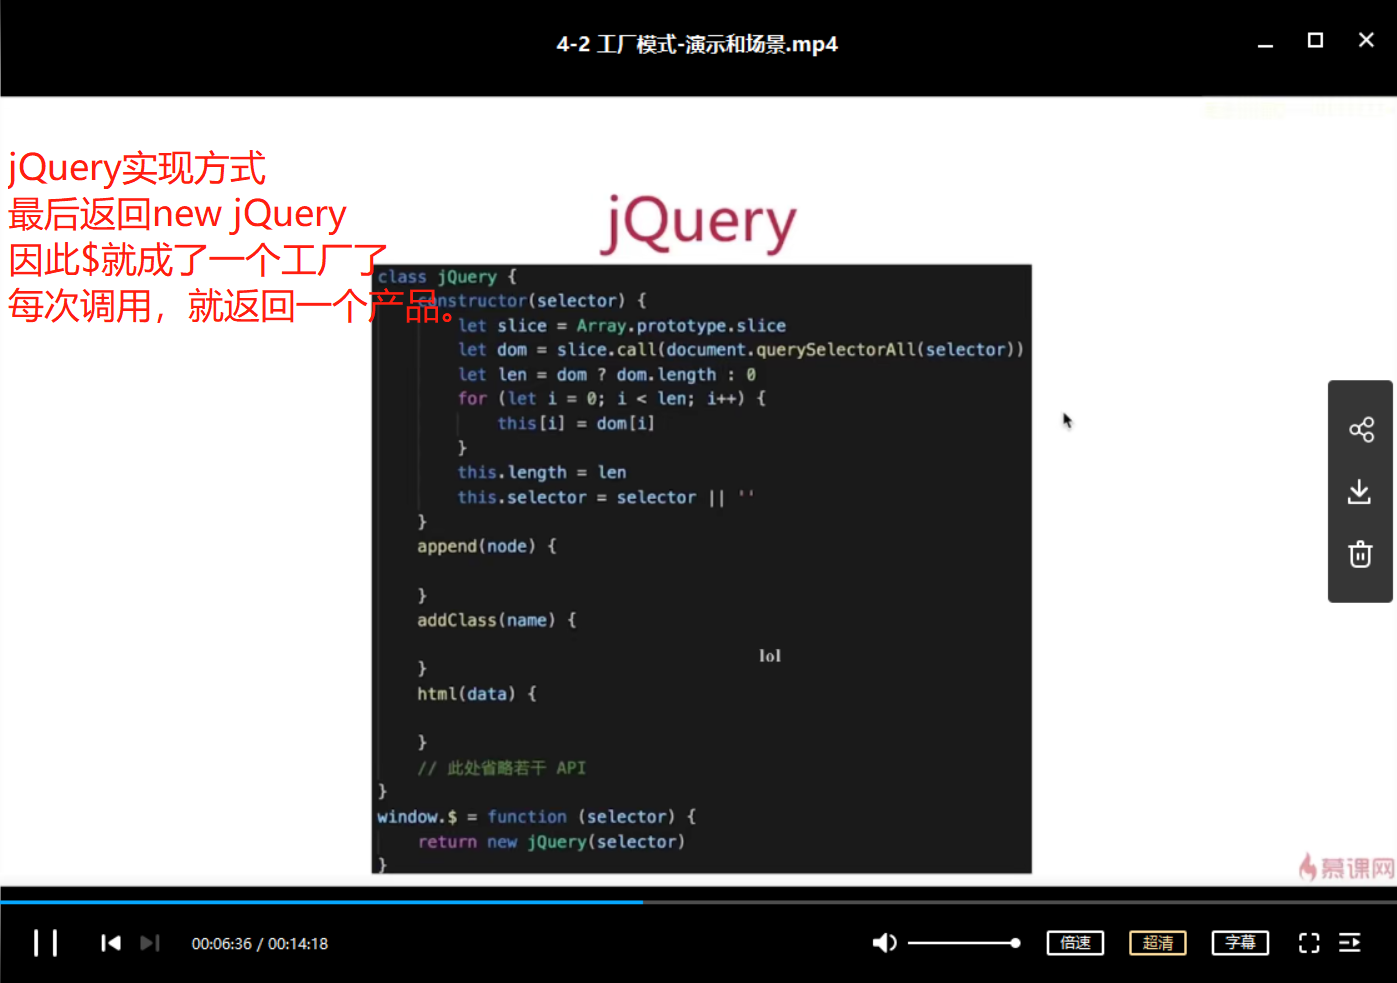 4-2 工厂模式-演示和场景.mp4
jQuery实现方式
最后返回new jQuery
因此$就成了一个工厂了
每次调用，就返回一个产品。
jQuery
class jQuery {
constructor(selector) {
let slice = Array.prototype.slice
let dom = slice.call(document.querySelectorAll(selector))
let len = dom ? dom.length : 0
for (let i = 0; i < len; i++) {
this[i] = dom[i]
}
this.length = len
this.selector = selector || ''
}
append(node) {
}
addClass(name) {
}
html(data) {
}
// 此处省略若干 API
}
window.$ = function (selector) {
return new jQuery(selector)
}
lol
慕课网
00:06:36 / 00:14:18
倍速
超清
字幕